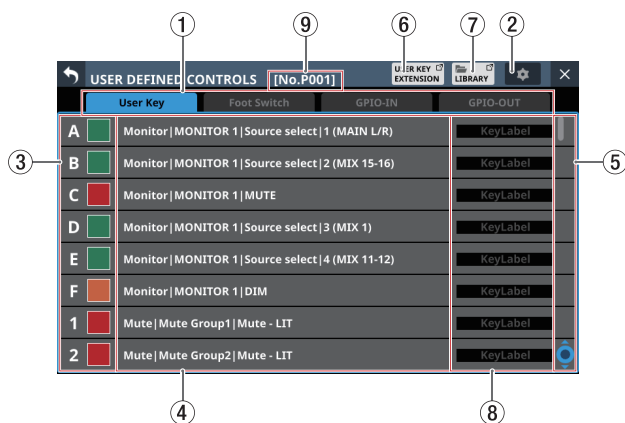 ① ⑨ ⑥ ⑦ ②
USER DEFINED CONTROLS [No.P001] USER KEY EXTENSION LIBRARY
User Key Foot Switch GPIO-IN GPIO-OUT
A Monitor|MONITOR 1|Source select|1 (MAIN L/R) KeyLabel
③ B Monitor|MONITOR 1|Source select|2 (MIX 15-16) KeyLabel ⑤
C Monitor|MONITOR 1|MUTE KeyLabel
D Monitor|MONITOR 1|Source select|3 (MIX 1) KeyLabel
E Monitor|MONITOR 1|Source select|4 (MIX 11-12) KeyLabel
F Monitor|MONITOR 1|DIM KeyLabel
1 Mute|Mute Group1|Mute - LIT KeyLabel
2 Mute|Mute Group2|Mute - LIT KeyLabel
④ ⑧